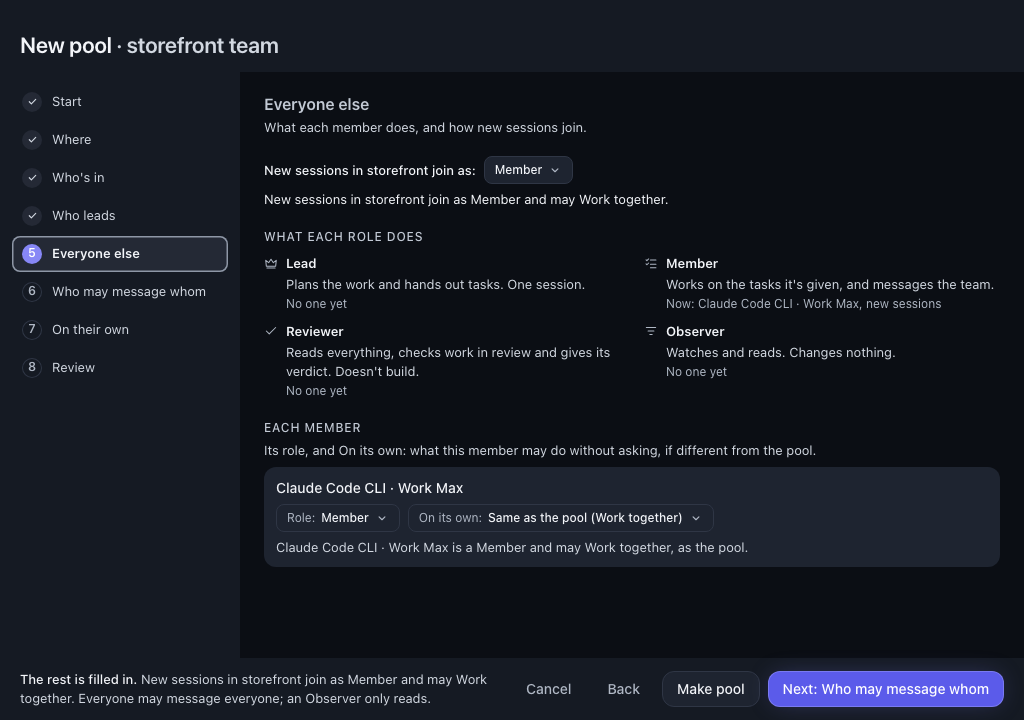 New pool · storefront team
Start
Where
Who's in
Who leads
5 Everyone else
6 Who may message whom
7 On their own
8 Review
Everyone else
What each member does, and how new sessions join.
New sessions in storefront join as: Member
New sessions in storefront join as Member and may Work together.
WHAT EACH ROLE DOES
Lead
Plans the work and hands out tasks. One session.
No one yet
Member
Works on the tasks it's given, and messages the team.
Now: Claude Code CLI · Work Max, new sessions
Reviewer
Reads everything, checks work in review and gives its
verdict. Doesn't build.
No one yet
Observer
Watches and reads. Changes nothing.
No one yet
EACH MEMBER
Its role, and On its own: what this member may do without asking, if different from the pool.
Claude Code CLI · Work Max
Role: Member On its own: Same as the pool (Work together)
Claude Code CLI · Work Max is a Member and may Work together, as the pool.
The rest is filled in. New sessions in storefront join as Member and may Work
together. Everyone may message everyone; an Observer only reads.
Cancel Back Make pool Next: Who may message whom